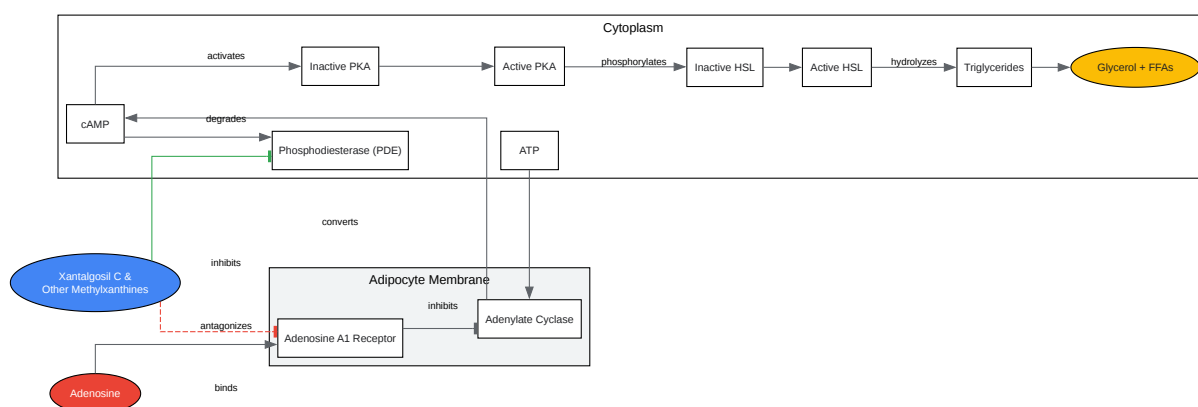 Cytoplasm
activates
Inactive PKA
Active PKA
phosphorylates
Inactive HSL
Active HSL
hydrolyzes
Triglycerides
Glycerol + FFAs
cAMP
degrades
Phosphodiesterase (PDE)
ATP
converts
Xantalgosil C &
Other Methylxanthines
inhibits
Adipocyte Membrane
inhibits
Adenylate Cyclase
antagonizes
Adenosine A1 Receptor
Adenosine
binds